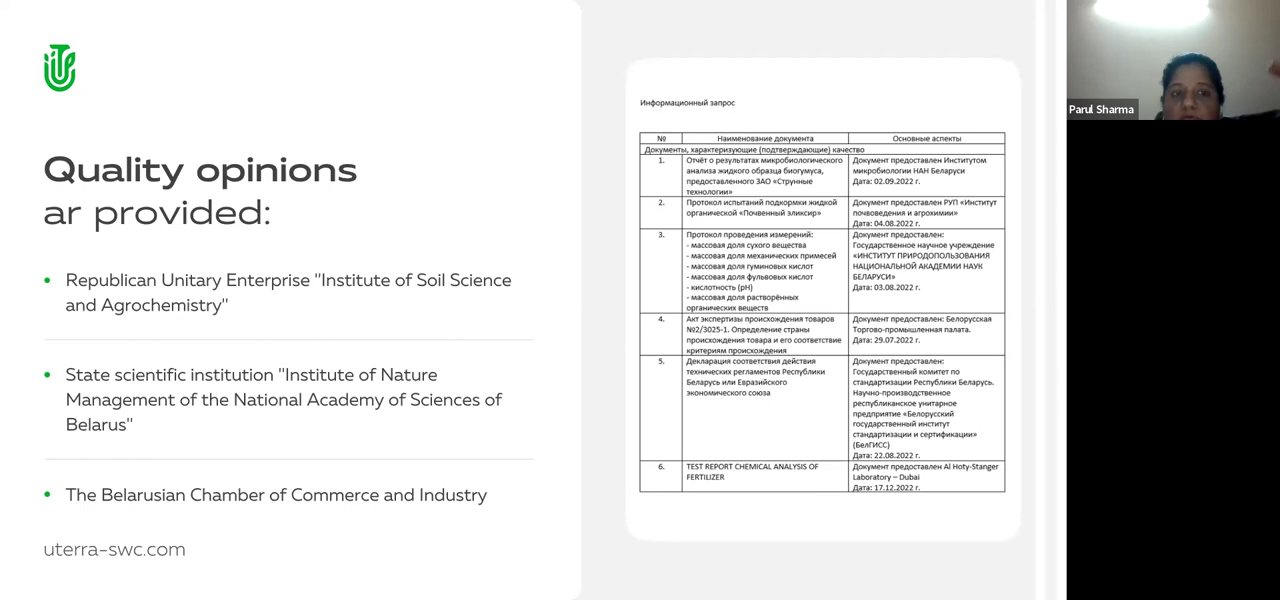 Quality opinions
ar provided:
Republican Unitary Enterprise "Institute of Soil Science
and Agrochemistry"
State scientific institution "Institute of Nature
Management of the National Academy of Sciences of
Belarus"
The Belarusian Chamber of Commerce and Industry
uterra-swc.com
Информационный запрос
№ Наименование документа Основные аспекты
Документы, характеризующие (подтверждающие) качество
1.
Отчёт о результатах микробиологического
анализа жидкого образца биогумуса,
предоставленного ЗАО «Струнные
технологии»
Документ предоставлен Институтом
микробиологии НАН Беларуси
Дата: 02.09.2022 г.
2.
Протокол испытаний подкормки жидкой
органической «Почвенный эликсир»
Документ предоставлен РУП «Институт
почвоведения и агрохимии»
Дата: 04.08.2022 г.
3.
Протокол проведения измерений:
- массовая доля сухого вещества
- массовая доля механических примесей
- массовая доля гуминовых кислот
- массовая доля фульвовых кислот
- кислотность (pH)
- массовая доля растворённых
органических веществ
Документ предоставлен:
Государственное научное учреждение
«ИНСТИТУТ ПРИРОДОПОЛЬЗОВАНИЯ
НАЦИОНАЛЬНОЙ АКАДЕМИИ НАУК
БЕЛАРУСИ»
Дата: 03.08.2022 г.
4.
Акт экспертизы происхождения товаров
№2/3025-1. Определение страны
происхождения товара и его соответствие
критериям происхождения
Документ предоставлен: Белорусская
Торгово-промышленная палата.
Дата: 29.07.2022 г.
5.
Декларация соответствия действия
технических регламентов Республики
Беларусь или Евразийского
экономического союза
Документ предоставлен:
Государственный комитет по
стандартизации Республики Беларусь.
Научно-производственное
республиканское унитарное
предприятие «Белорусский
государственный институт
стандартизации и сертификации»
(БелГИСС)
Дата: 22.08.2022 г.
6.
TEST REPORT CHEMICAL ANALYSIS OF
FERTILIZER
Документ предоставлен Al Hoty-Stanger
Laboratory – Dubai
Дата: 17.12.2022 г.
Parul Sharma